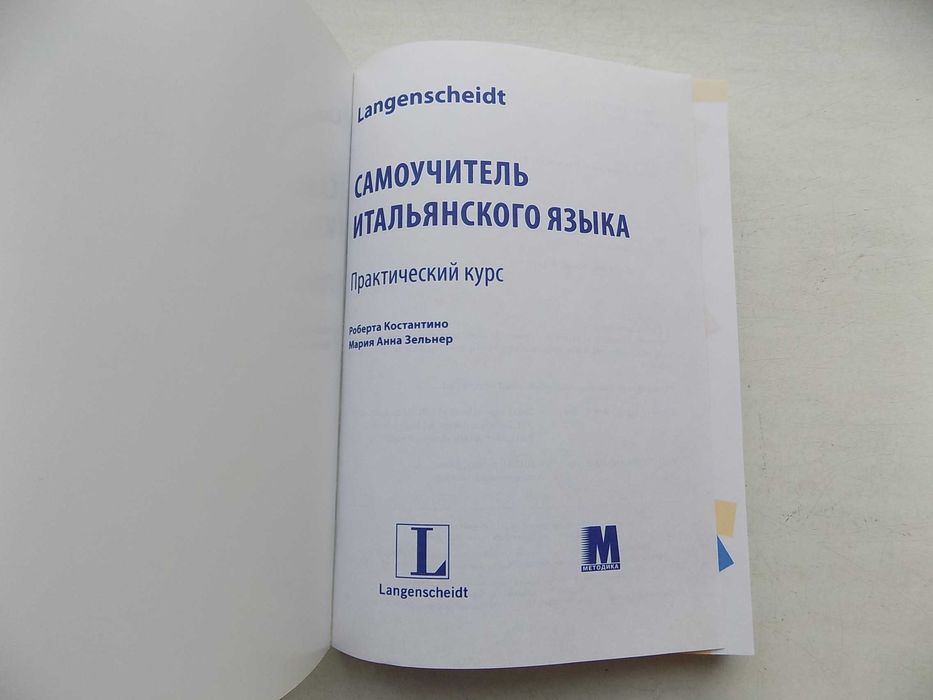 Langenscheidt
САМОУЧИТЕЛЬ
ИТАЛЬЯНСКОГО ЯЗЫКА
Практический курс
Роберта Костантино
Мария Анна Зельнер
L
Langenscheidt
М
МЕТОДИКА